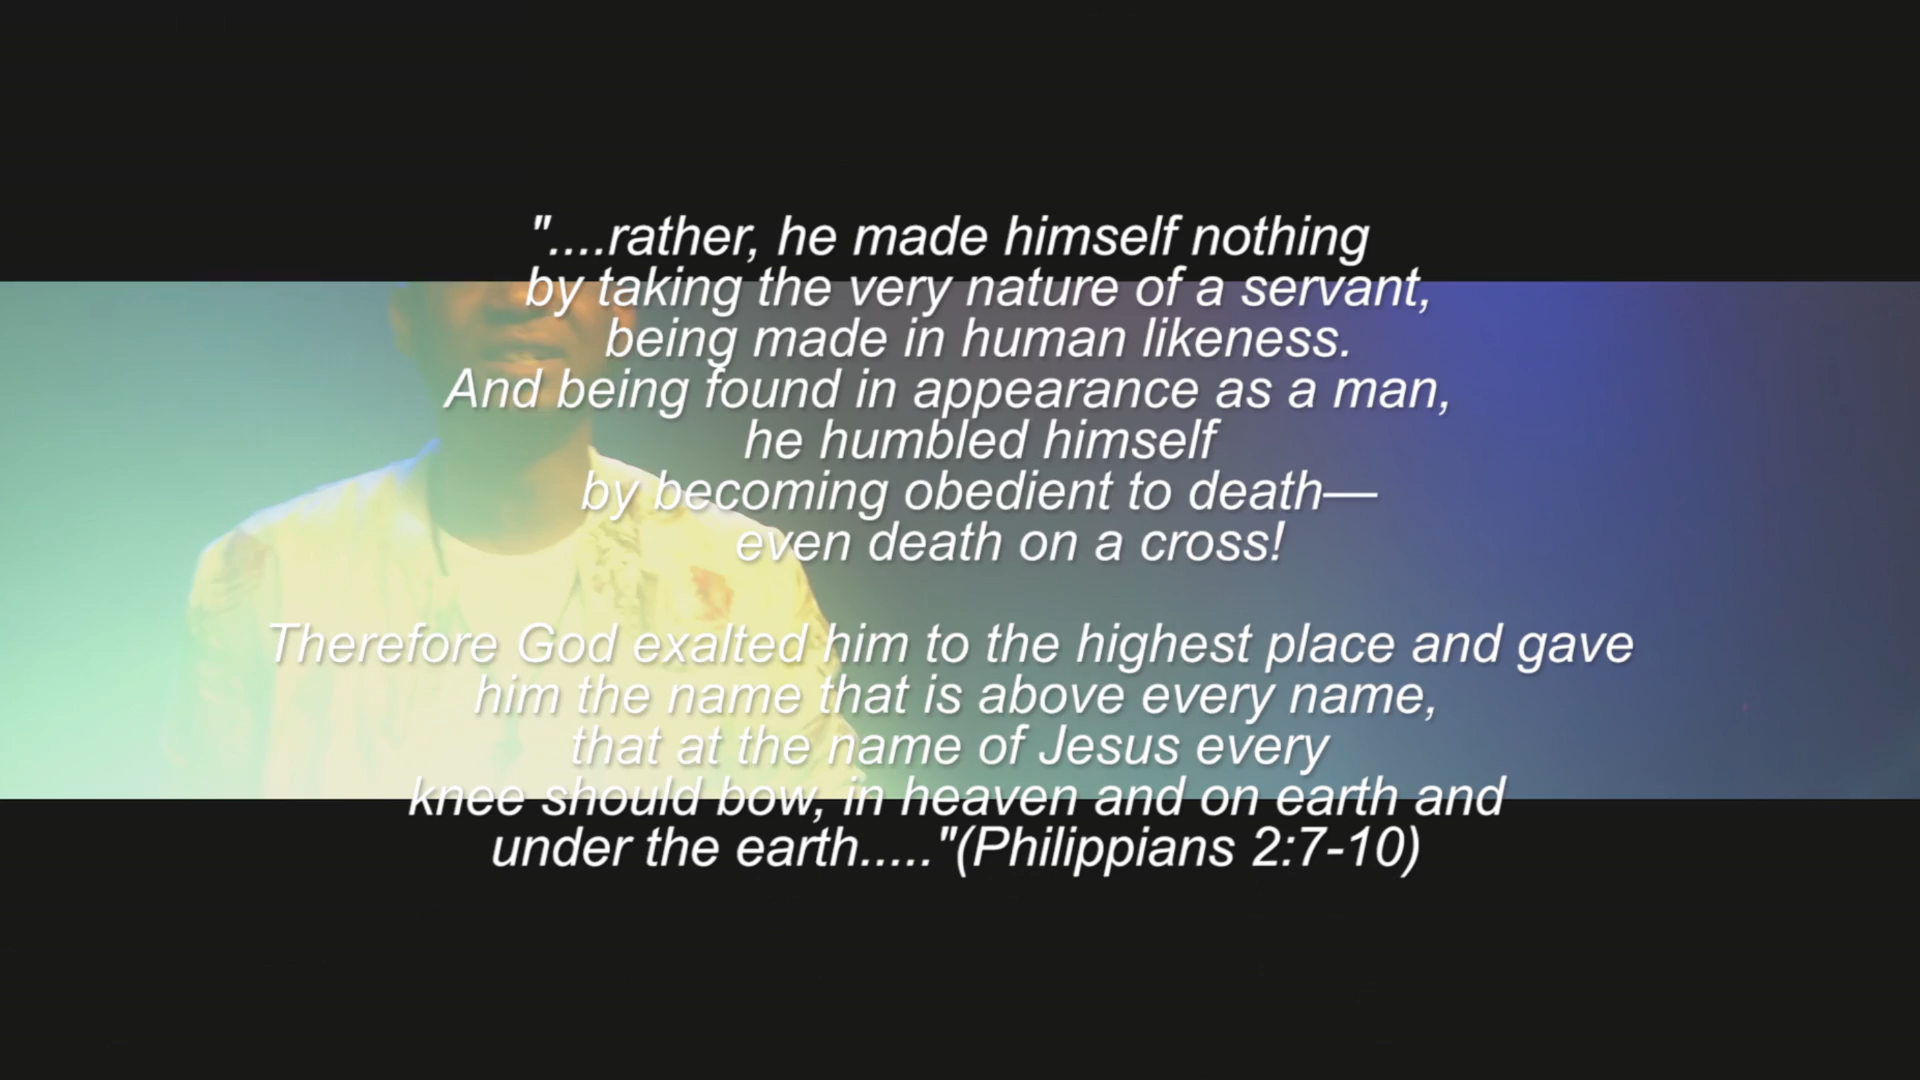 "....rather, he made himself nothing
by taking the very nature of a servant,
being made in human likeness.
And being found in appearance as a man,
he humbled himself
by becoming obedient to death—
even death on a cross!
Therefore God exalted him to the highest place and gave
him the name that is above every name,
that at the name of Jesus every
knee should bow, in heaven and on earth and
under the earth....."(Philippians 2:7-10)